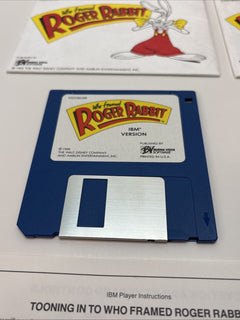 Who Framed
ROGER RABBIT
PUBLISHED BY
© 1988 THE WALT DISNEY COMPANY AND AMBLIN ENTERTAINMENT, INC.
Who Framed
ROGER RABBIT
IBM®
VERSION
© 1988
THE WALT DISNEY COMPANY
AND AMBLIN ENTERTAINMENT, INC.
PUBLISHED BY
PRINTED IN U.S.A.
IBM Player Instructions
TOONING IN TO WHO FRAMED ROGER RABB